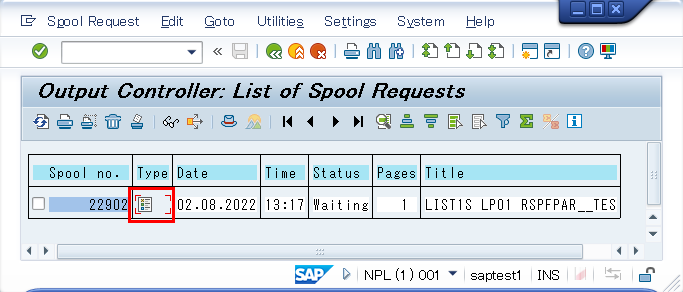 Spool Request Edit Goto Utilities Settings System Help
Output Controller: List of Spool Requests
Spool no. Type Date Time Status Pages Title
22902 02.08.2022 13:17 Waiting 1 LIST1S LP01 RSPFPAR__TES
SAP NPL (1) 001 saptest1 INS